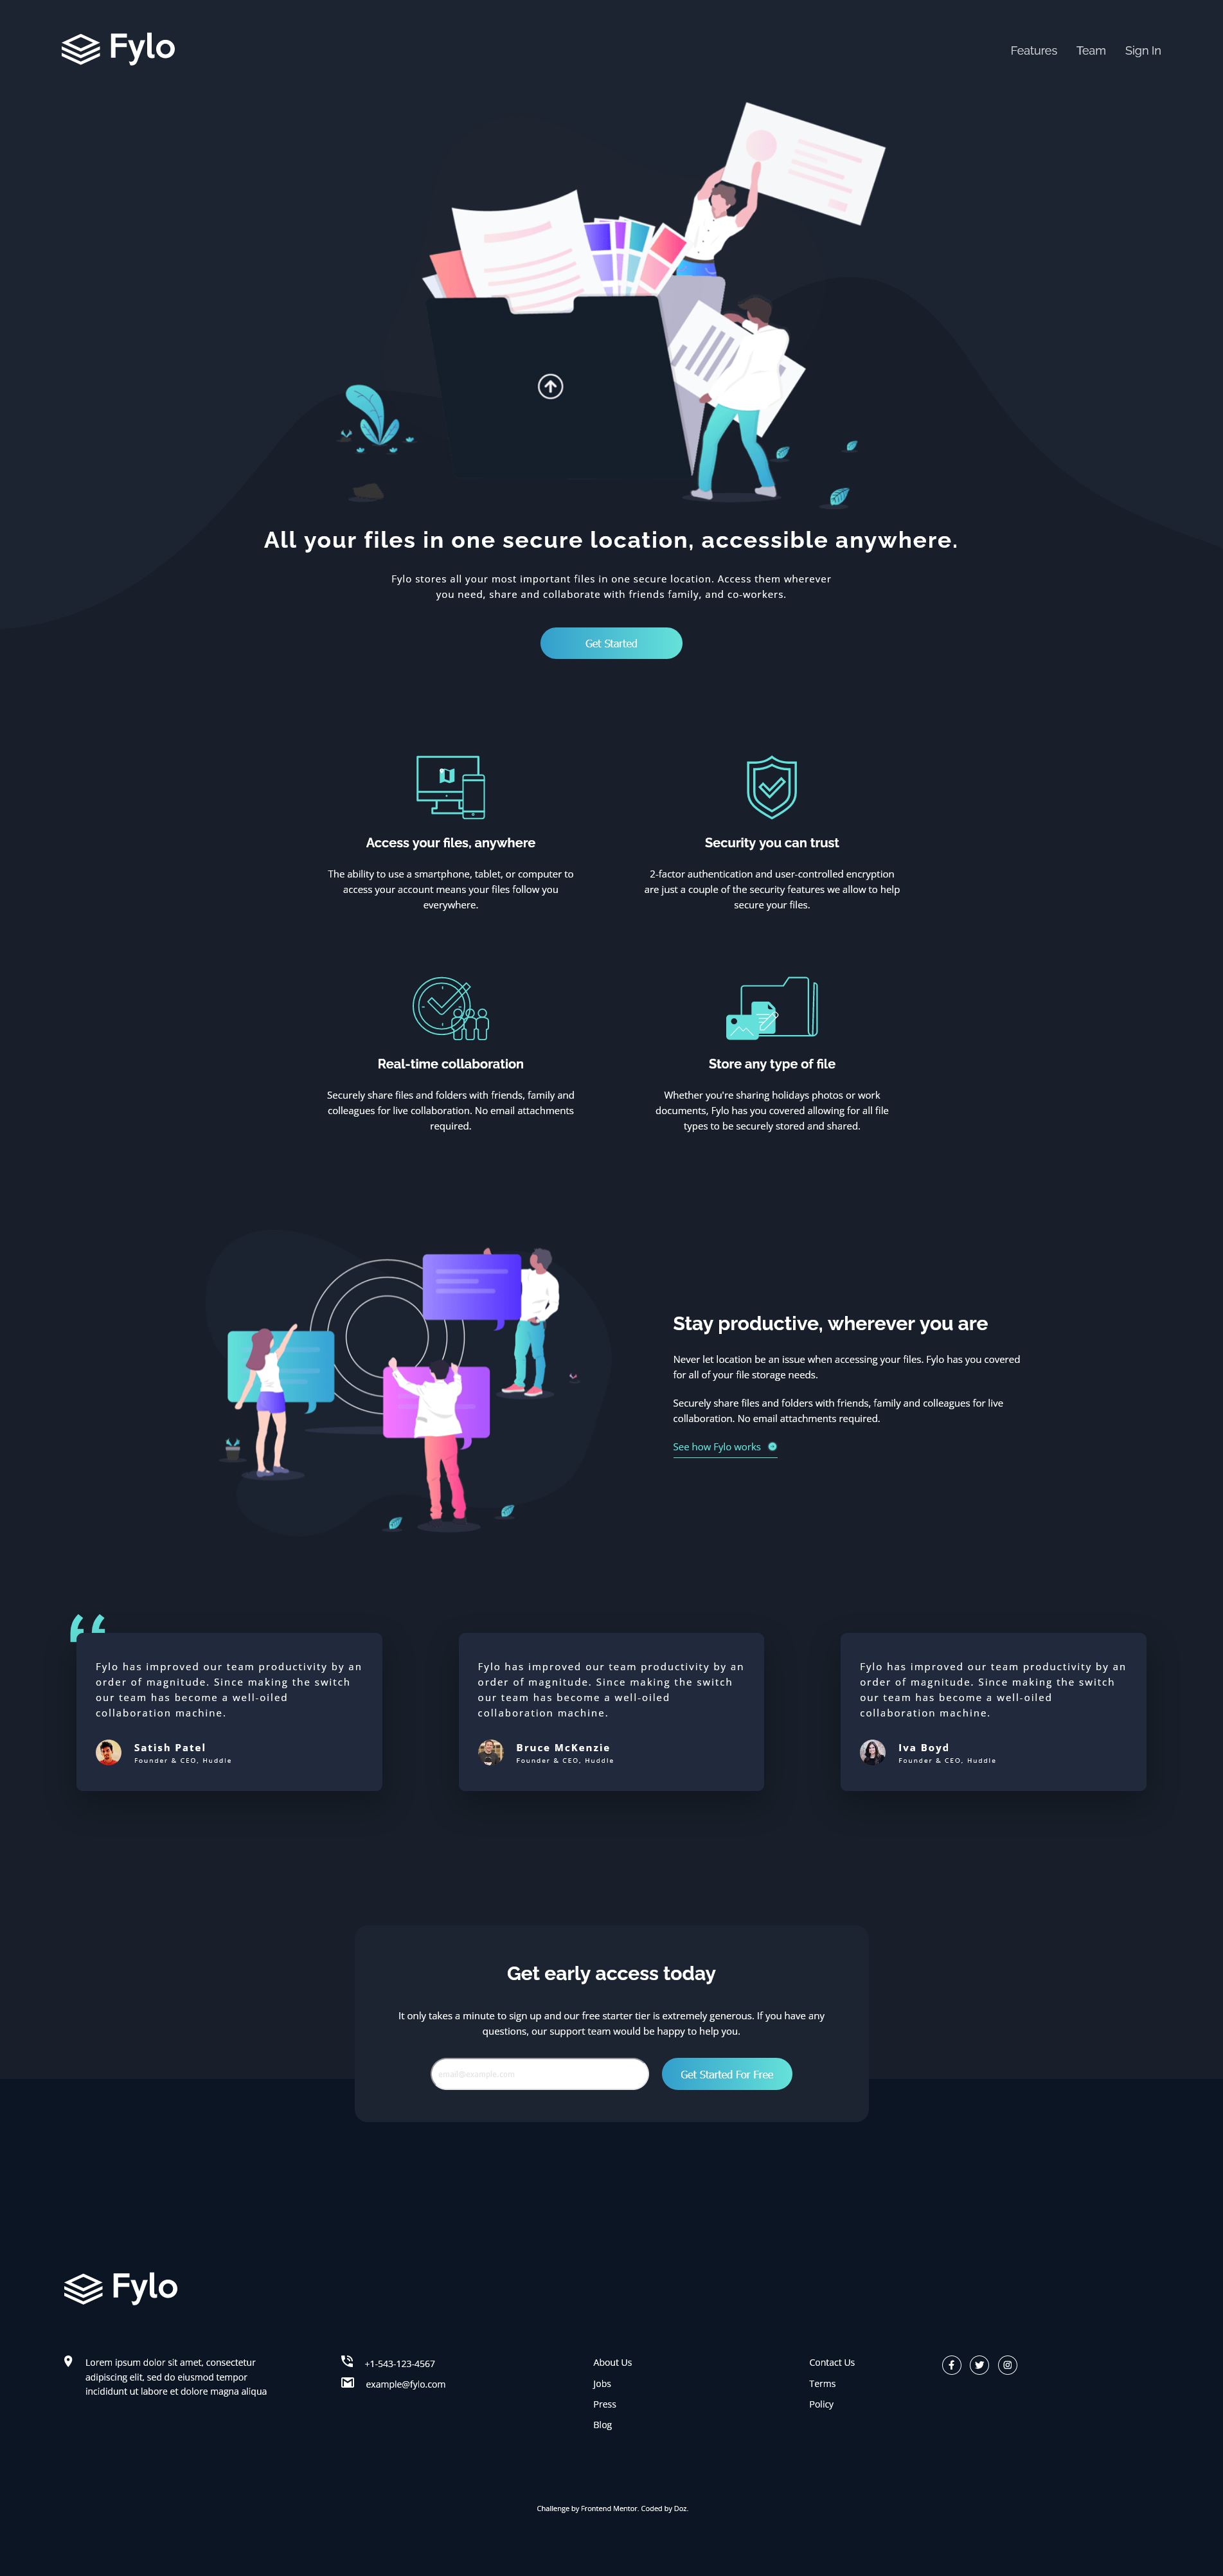 Fylo
Features Team Sign In
All your files in one secure location, accessible anywhere.
Fylo stores all your most important files in one secure location. Access them wherever
you need, share and collaborate with friends family, and co-workers.
Get Started
Access your files, anywhere
The ability to use a smartphone, tablet, or computer to
access your account means your files follow you
everywhere.
Security you can trust
2-factor authentication and user-controlled encryption
are just a couple of the security features we allow to help
secure your files.
Real-time collaboration
Securely share files and folders with friends, family and
colleagues for live collaboration. No email attachments
required.
Store any type of file
Whether you're sharing holidays photos or work
documents, Fylo has you covered allowing for all file
types to be securely stored and shared.
Stay productive, wherever you are
Never let location be an issue when accessing your files. Fylo has you covered
for all of your file storage needs.
Securely share files and folders with friends, family and colleagues for live
collaboration. No email attachments required.
See how Fylo works
Fylo has improved our team productivity by an
order of magnitude. Since making the switch
our team has become a well-oiled
collaboration machine.
Satish Patel
Founder & CEO, Huddle
Fylo has improved our team productivity by an
order of magnitude. Since making the switch
our team has become a well-oiled
collaboration machine.
Bruce McKenzie
Founder & CEO, Huddle
Fylo has improved our team productivity by an
order of magnitude. Since making the switch
our team has become a well-oiled
collaboration machine.
Iva Boyd
Founder & CEO, Huddle
Get early access today
It only takes a minute to sign up and our free starter tier is extremely generous. If you have any
questions, our support team would be happy to help you.
email@example.com
Get Started For Free
Fylo
Lorem ipsum dolor sit amet, consectetur
adipiscing elit, sed do eiusmod tempor
incididunt ut labore et dolore magna aliqua
+1-543-123-4567
example@fylo.com
About Us
Jobs
Press
Blog
Contact Us
Terms
Policy
Challenge by Frontend Mentor. Coded by Doz.